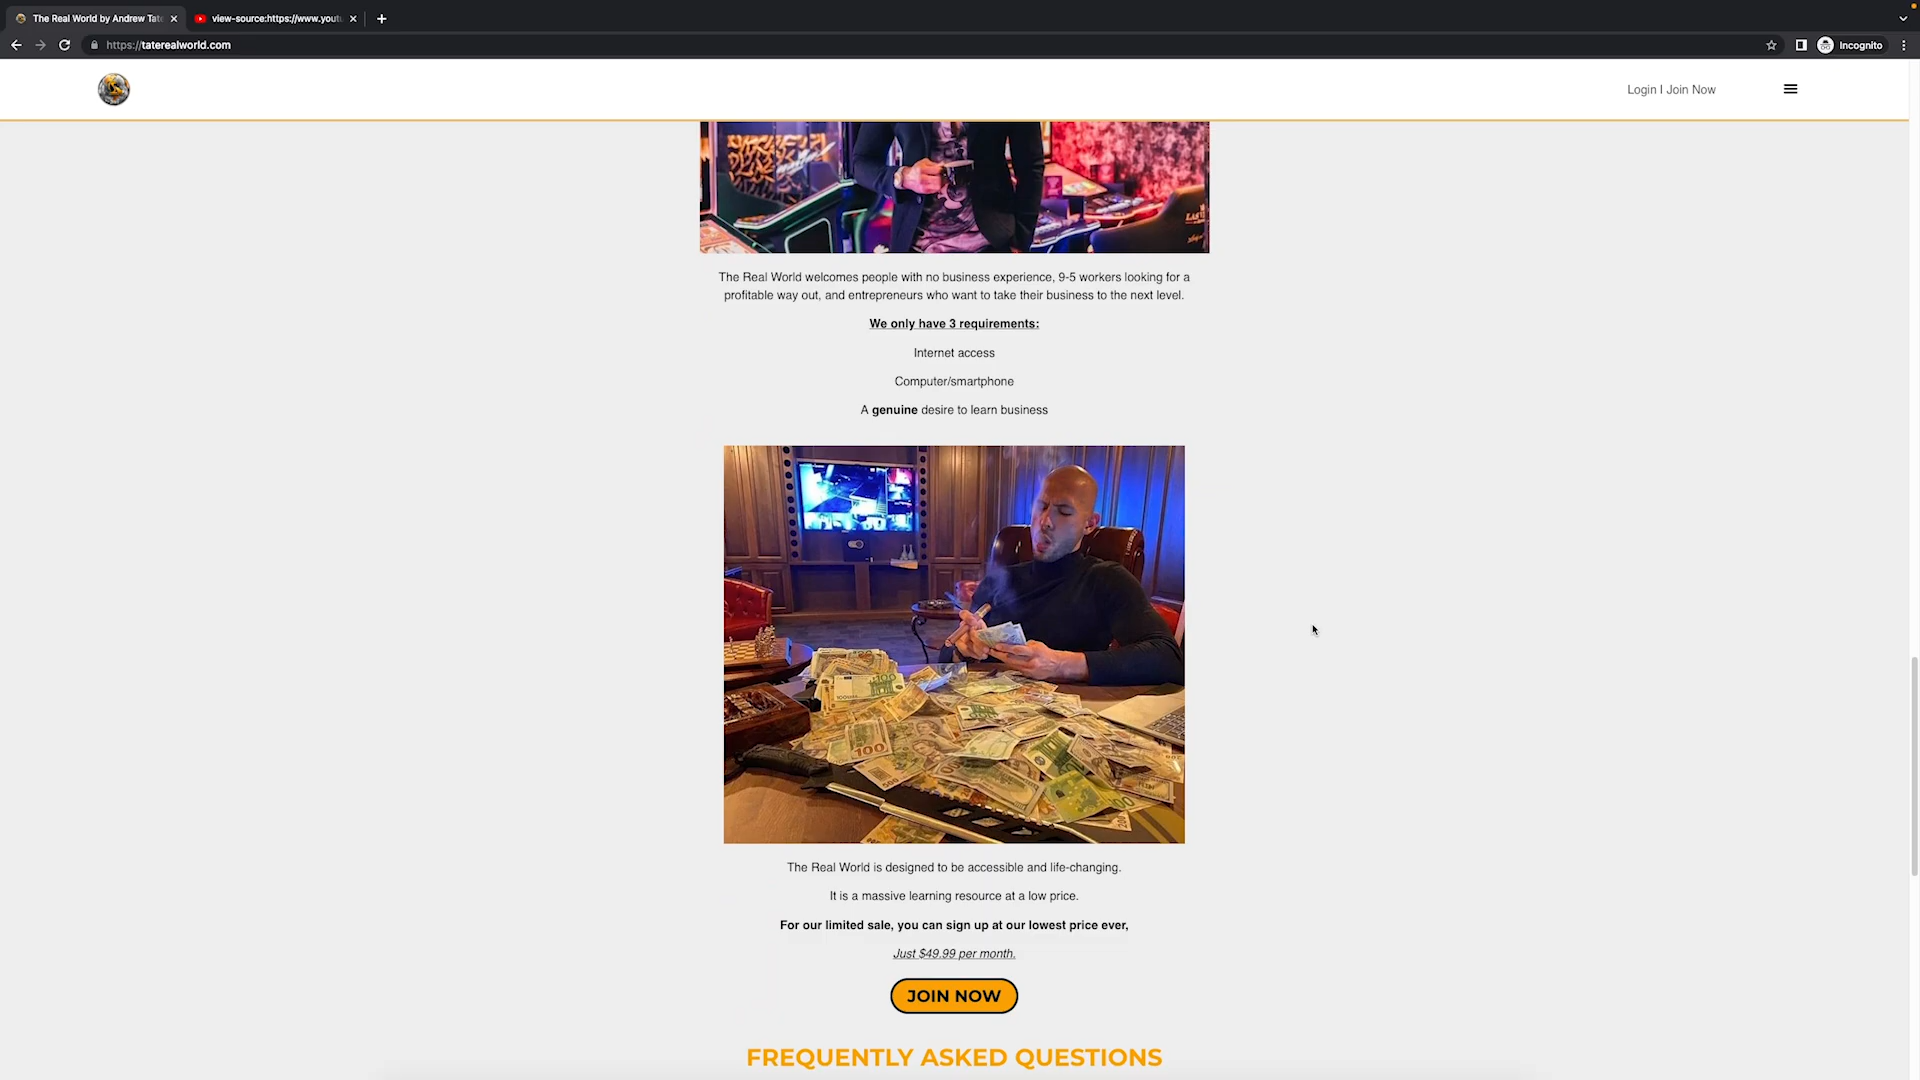 The Real World by Andrew Tat
view-source:https://www.yout
https://taterealworld.com
Incognito
Login I Join Now
The Real World welcomes people with no business experience, 9-5 workers looking for a
profitable way out, and entrepreneurs who want to take their business to the next level.
We only have 3 requirements:
Internet access
Computer/smartphone
A genuine desire to learn business
100
100
500
The Real World is designed to be accessible and life-changing.
It is a massive learning resource at a low price.
For our limited sale, you can sign up at our lowest price ever,
Just $49.99 per month.
JOIN NOW
FREQUENTLY ASKED QUESTIONS